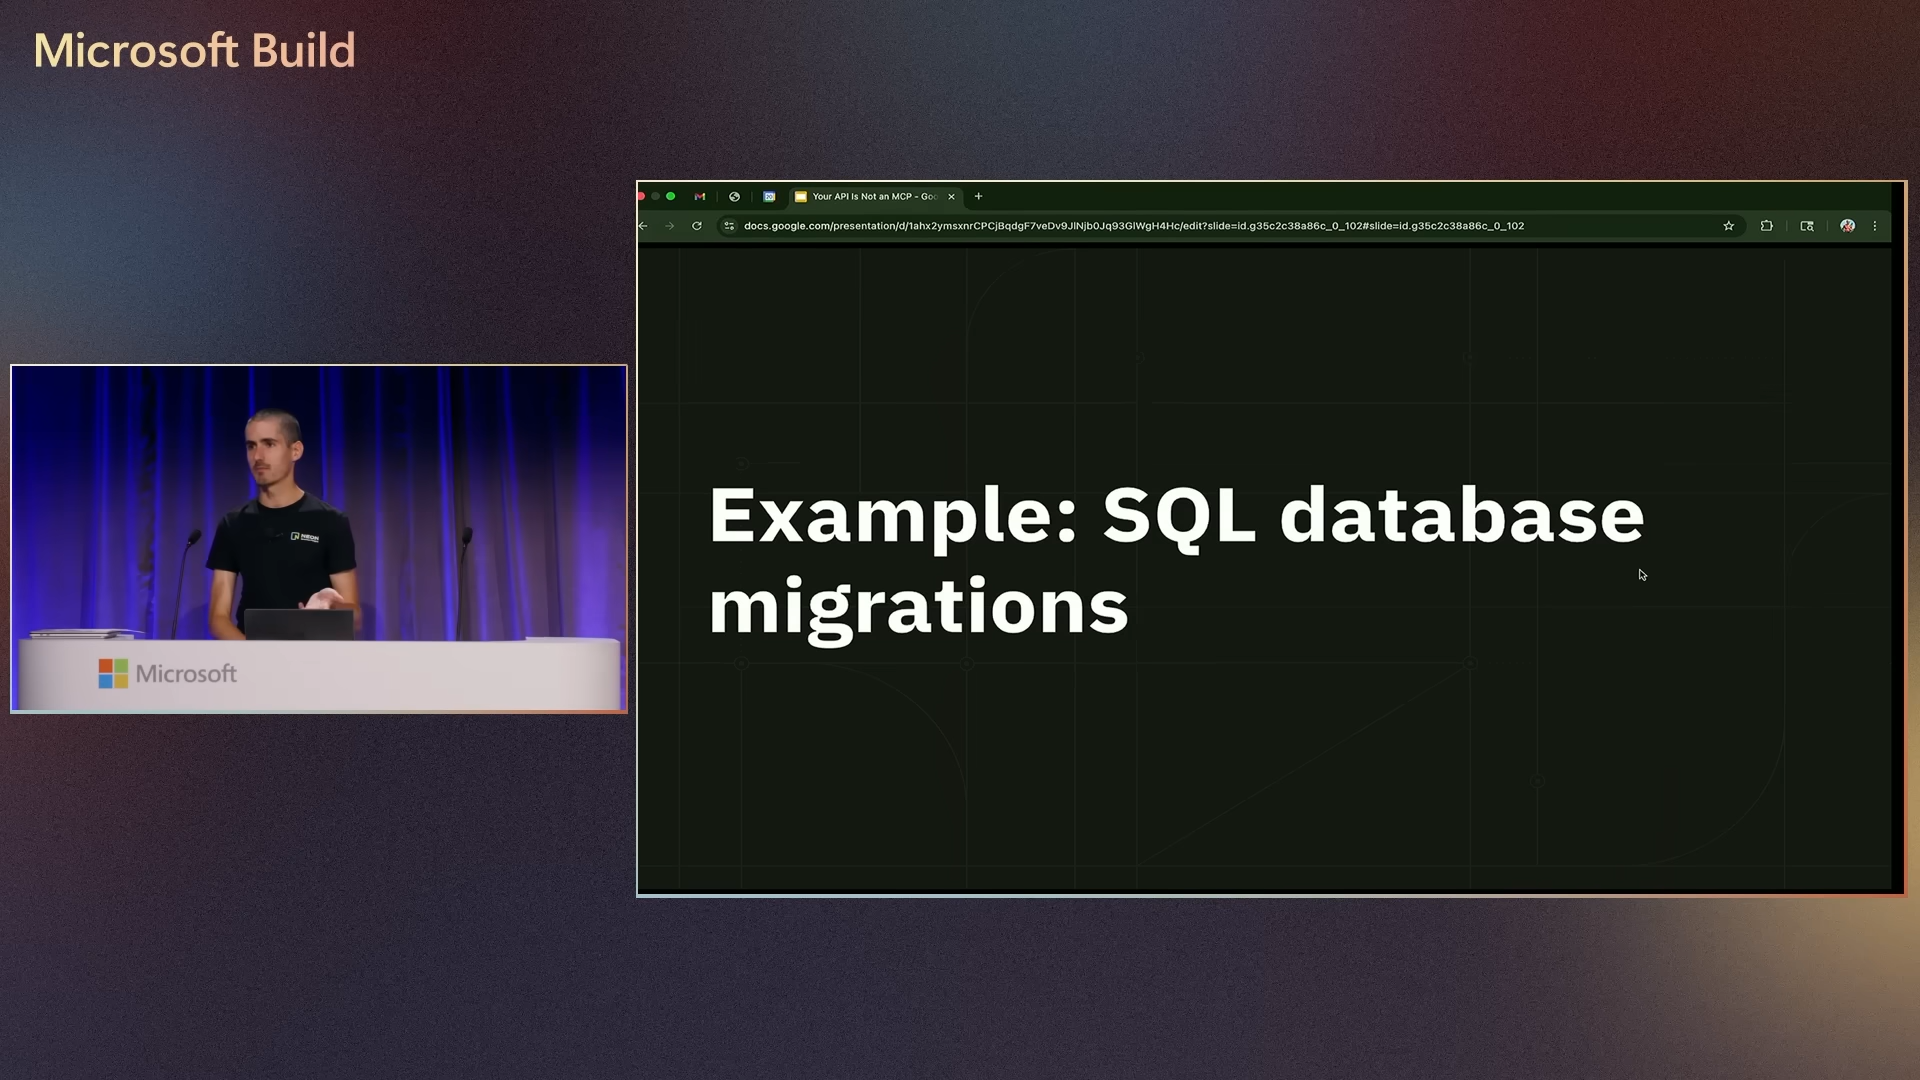 Microsoft Build
Your API Is Not an MCP - Goo
docs.google.com/presentation/d/1ahx2ymsxnrCPCjBqdgF7veDv9JlNjb0Jq93GlWgH4Hc/edit?slide=id.g35c2c38a86c_0_102#slide=id.g35c2c38a86c_0_102
Example: SQL database
migrations
NEON
Microsoft